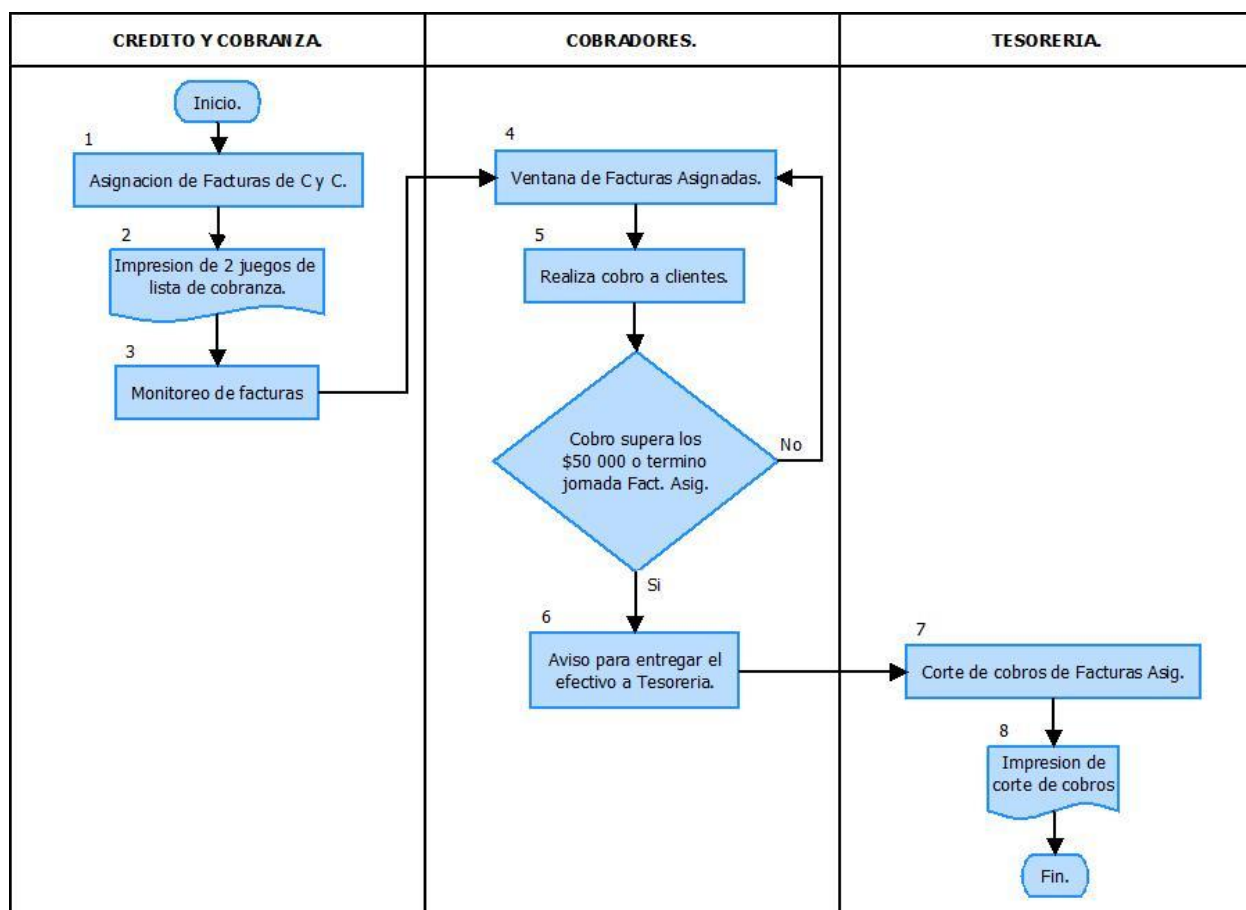 CREDITO Y COBRANZA.
COBRADORES.
TESORERIA.
Inicio.
1
Asignacion de Facturas de C y C.
2
Impresion de 2 juegos de
lista de cobranza.
3
Monitoreo de facturas
4
Ventana de Facturas Asignadas.
5
Realiza cobro a clientes.
Cobro supera los
$50 000 o termino
jornada Fact. Asig.
No
Si
6
Aviso para entregar el
efectivo a Tesoreria.
7
Corte de cobros de Facturas Asig.
8
Impresion de
corte de cobros
Fin.